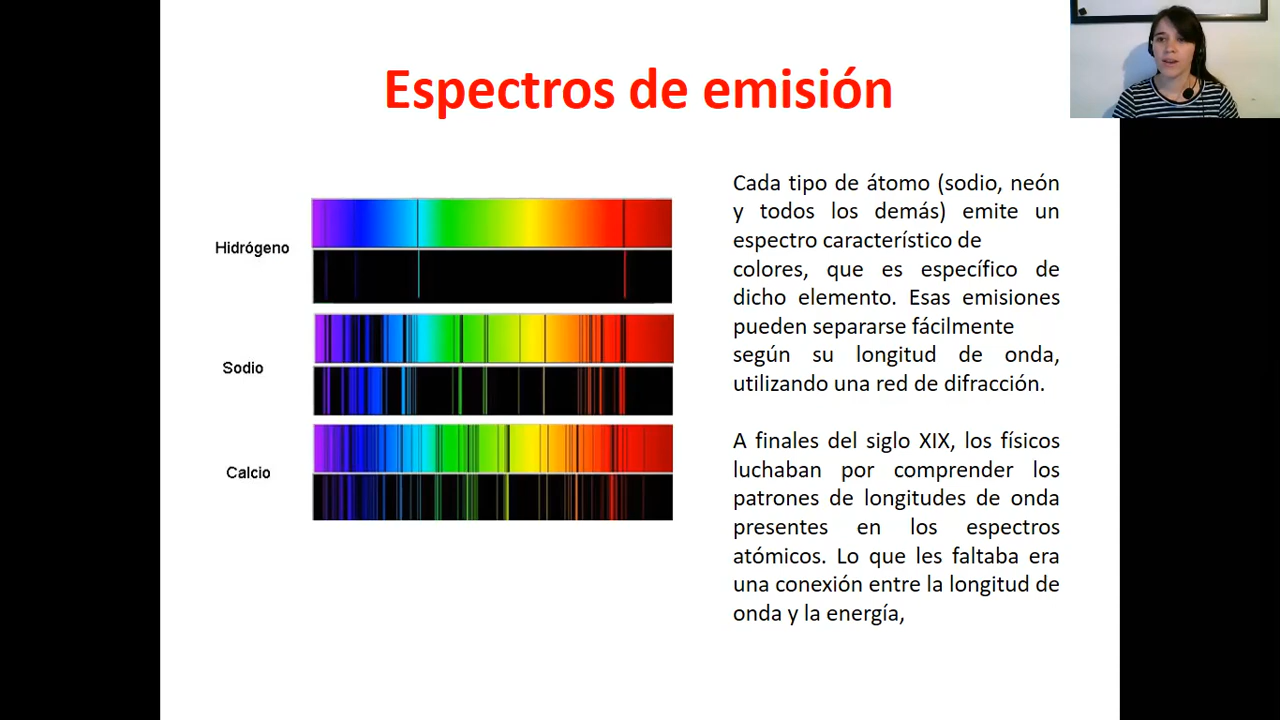 Espectros de emisión
Hidrógeno
Sodio
Calcio
Cada tipo de átomo (sodio, neón
y todos los demás) emite un
espectro característico de
colores, que es específico de
dicho elemento. Esas emisiones
pueden separarse fácilmente
según su longitud de onda,
utilizando una red de difracción.
A finales del siglo XIX, los físicos
luchaban por comprender los
patrones de longitudes de onda
presentes en los espectros
atómicos. Lo que les faltaba era
una conexión entre la longitud de
onda y la energía,